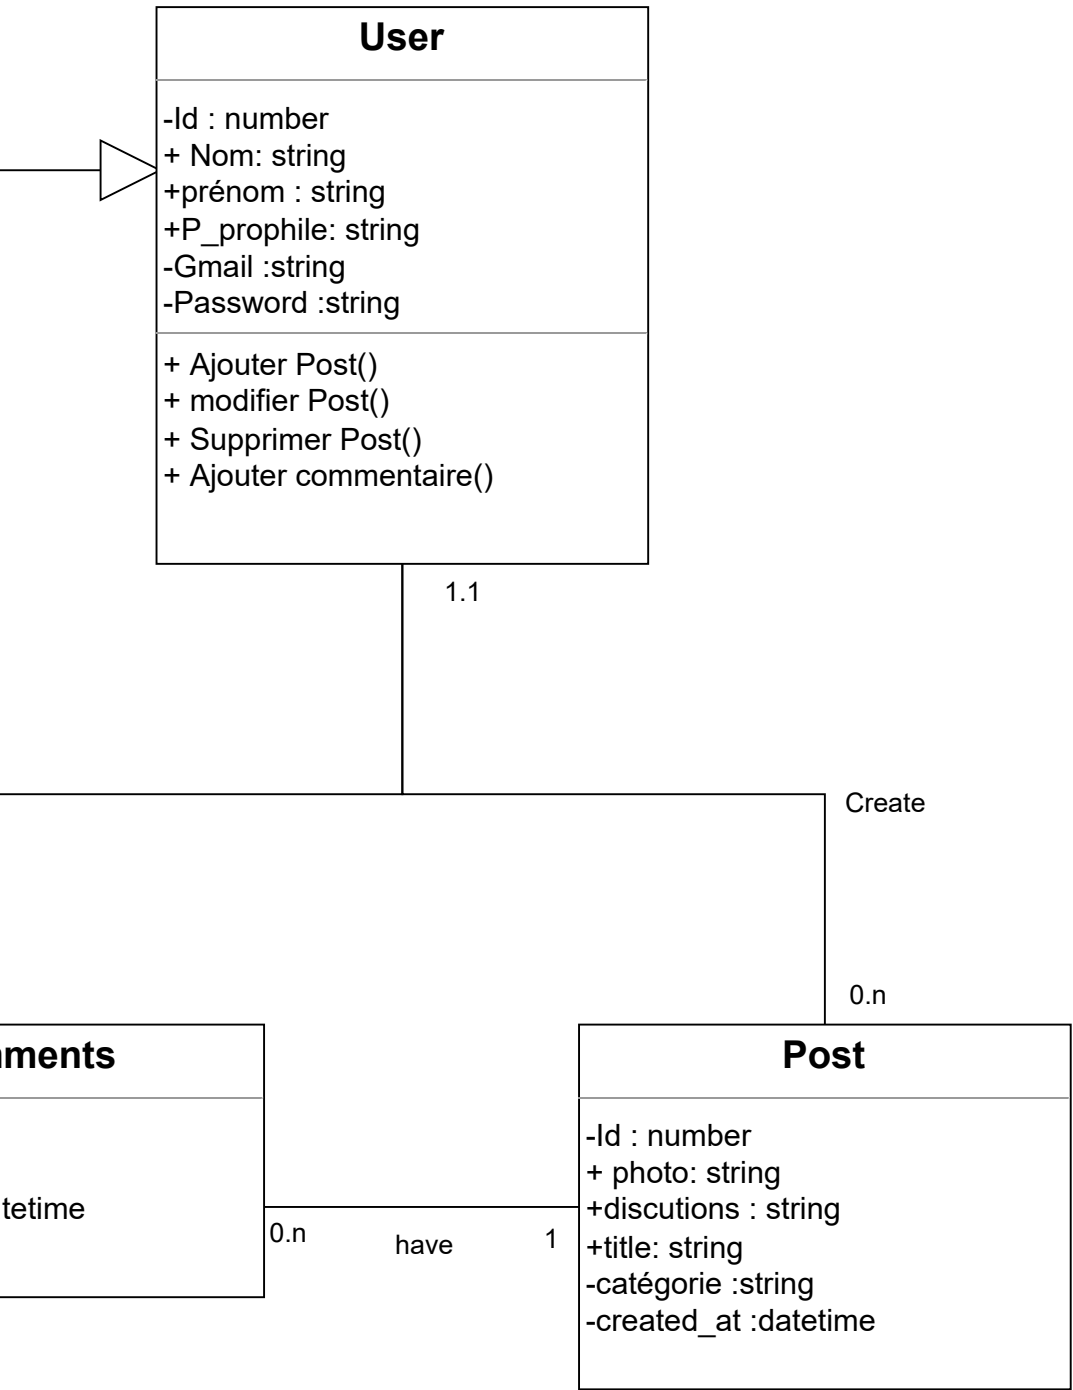 User
-Id : number
+ Nom: string
+prénom : string
+P_prophile: string
-Gmail :string
-Password :string
+ Ajouter Post()
+ modifier Post()
+ Supprimer Post()
+ Ajouter commentaire()
1.1
Create
0.n
mments
tetime
0.n
have
1
Post
-Id : number
+ photo: string
+discutions : string
+title: string
-catégorie :string
-created_at :datetime